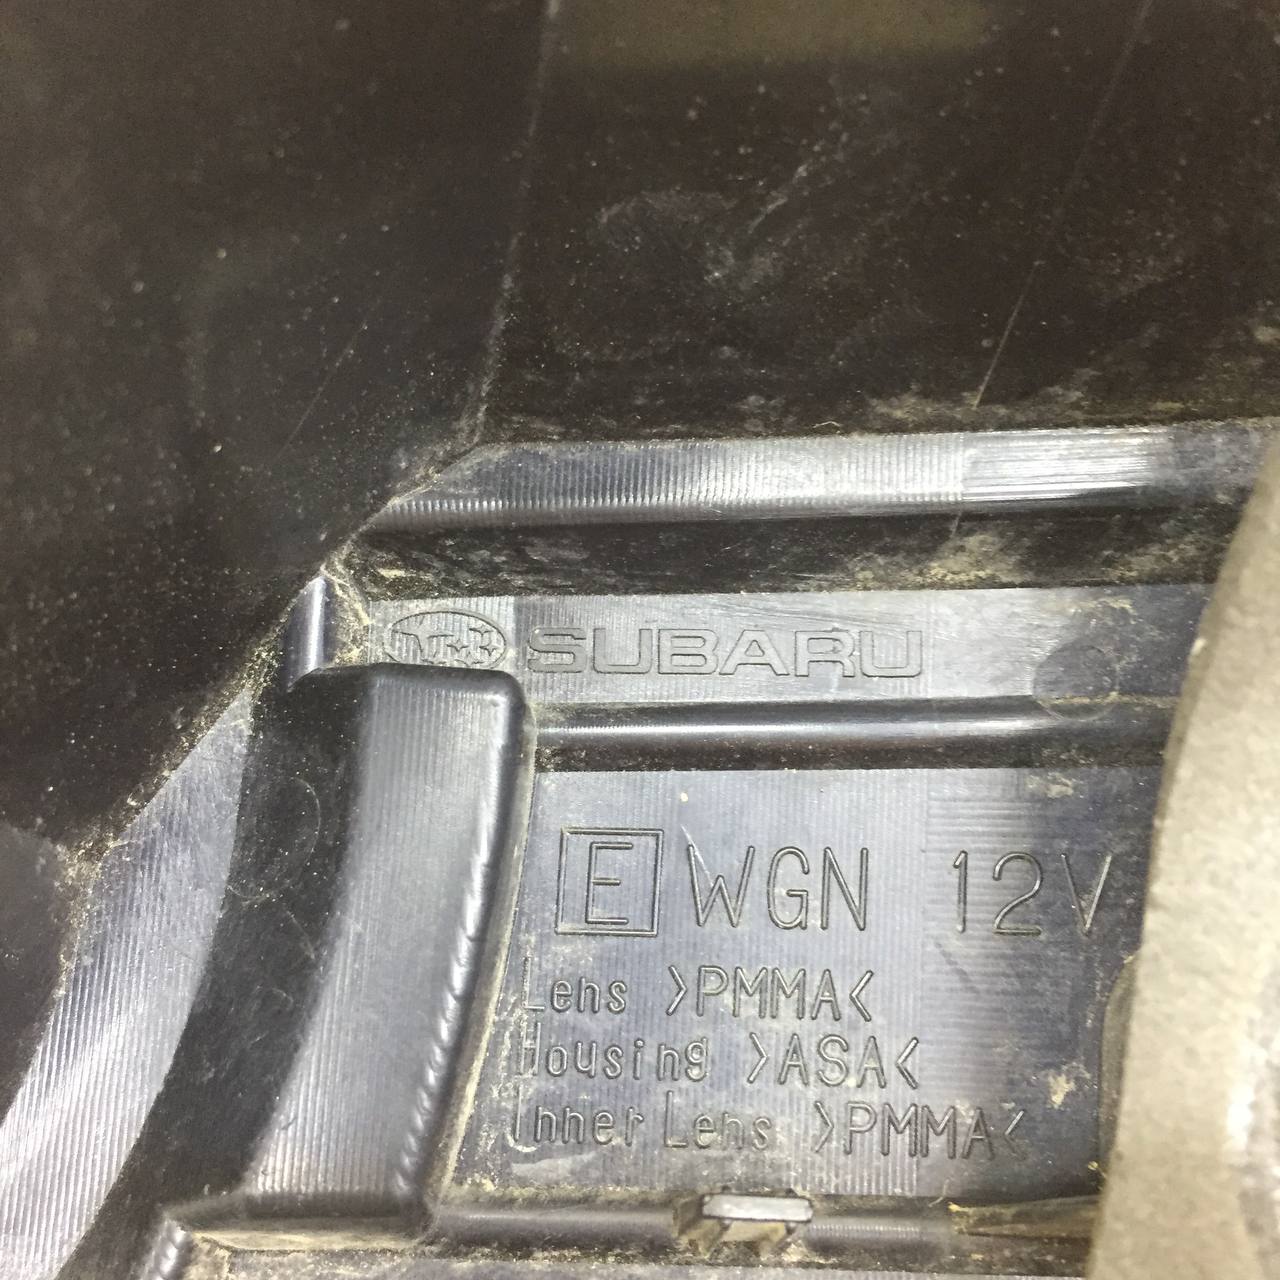 SUBARU
E WGN 12V
Lens >PMMA<
Housing >ASA<
Inner Lens >PMMA<